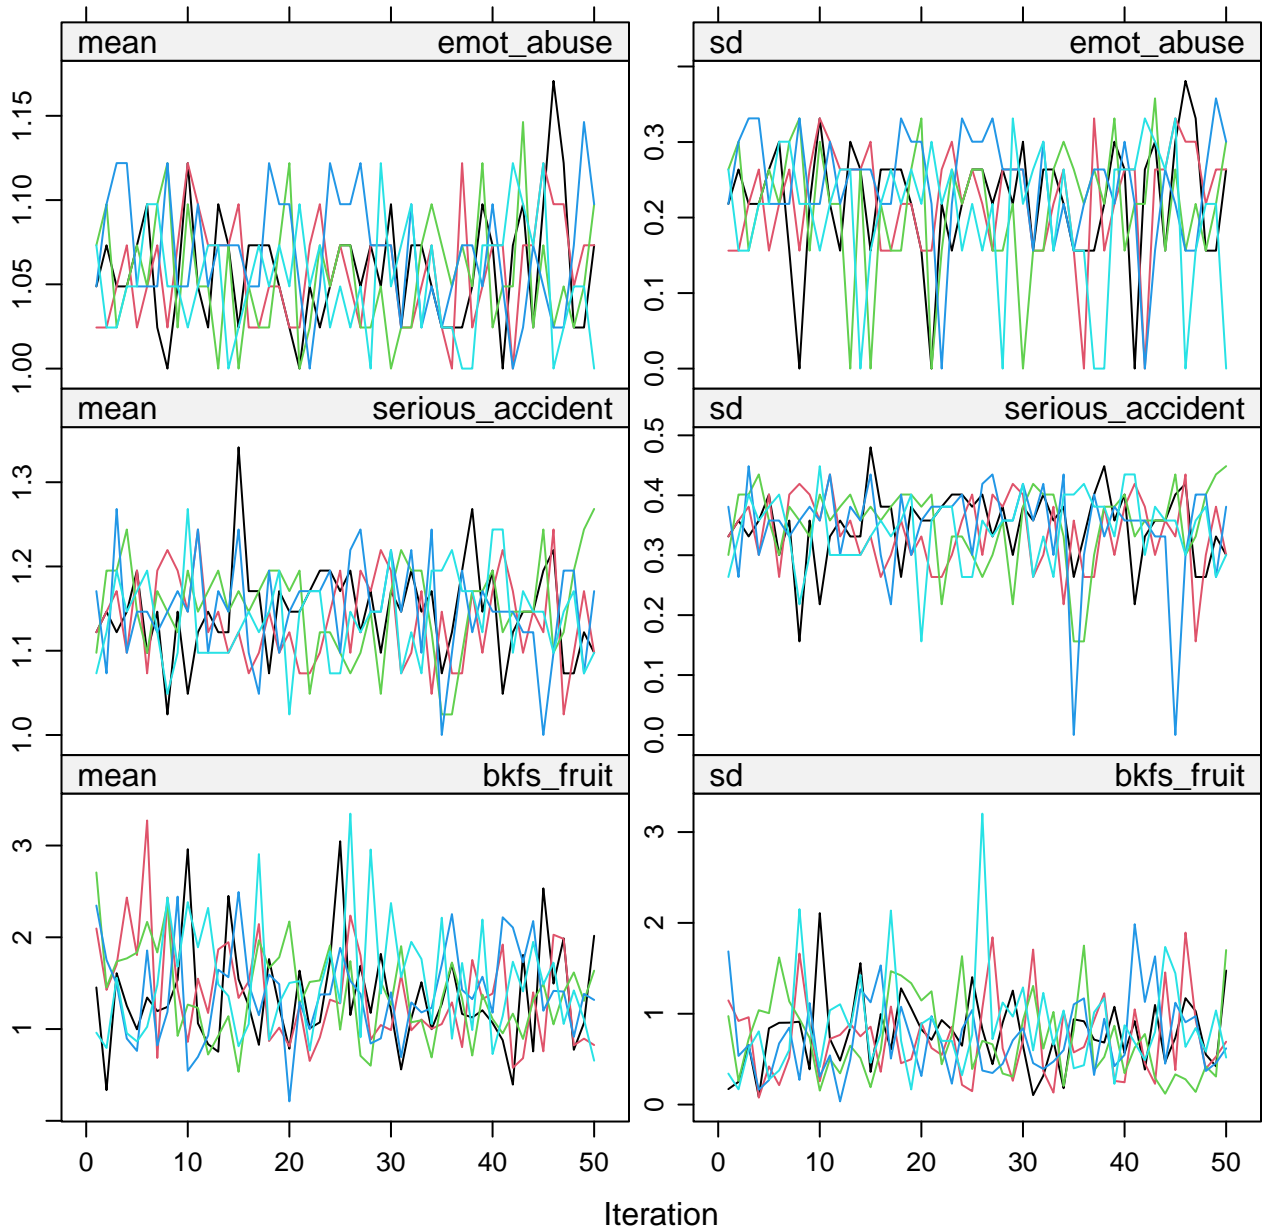 mean emot_abuse sd emot_abuse
1.00 1.05 1.10 1.15
0.0 0.1 0.2 0.3
mean serious_accident sd serious_accident
1.0 1.1 1.2 1.3
0.0 0.1 0.2 0.3 0.4 0.5
mean bkfs_fruit sd bkfs_fruit
1 2 3
0 1 2 3
0 10 20 30 40 50 0 10 20 30 40 50
Iteration